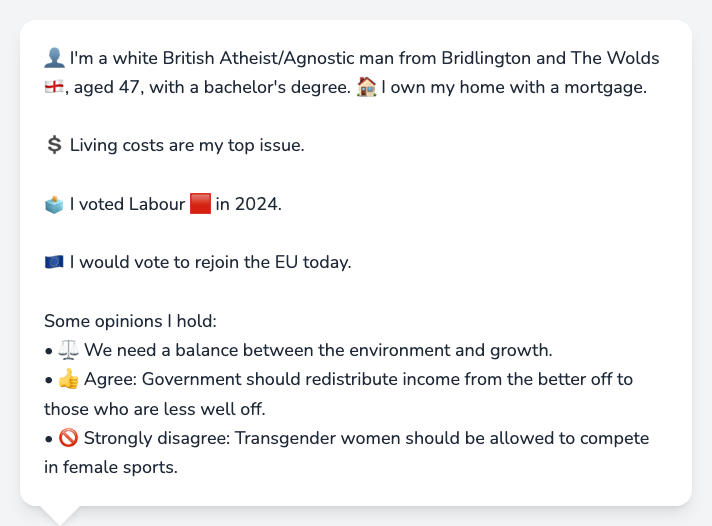 👤 I'm a white British Atheist/Agnostic man from Bridlington and The Wolds
🏴󠁧󠁢󠁥󠁮󠁧󠁿, aged 47, with a bachelor's degree. 🏠 I own my home with a mortgage.
💲 Living costs are my top issue.
🗳️ I voted Labour 🟥 in 2024.
🇪🇺 I would vote to rejoin the EU today.
Some opinions I hold:
• ⚖️ We need a balance between the environment and growth.
• 👍 Agree: Government should redistribute income from the better off to
those who are less well off.
• 🚫 Strongly disagree: Transgender women should be allowed to compete
in female sports.